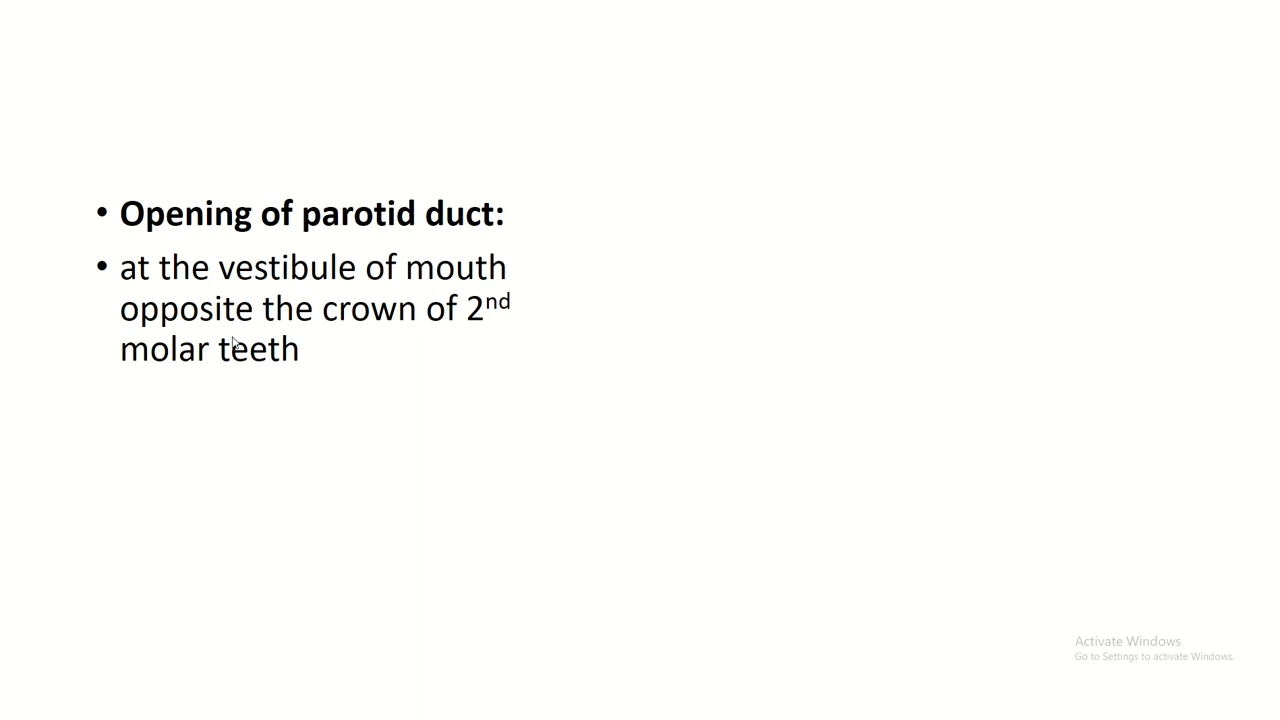 • Opening of parotid duct:
• at the vestibule of mouth
opposite the crown of 2nd
molar teeth
Activate Windows
Go to Settings to activate Windows.